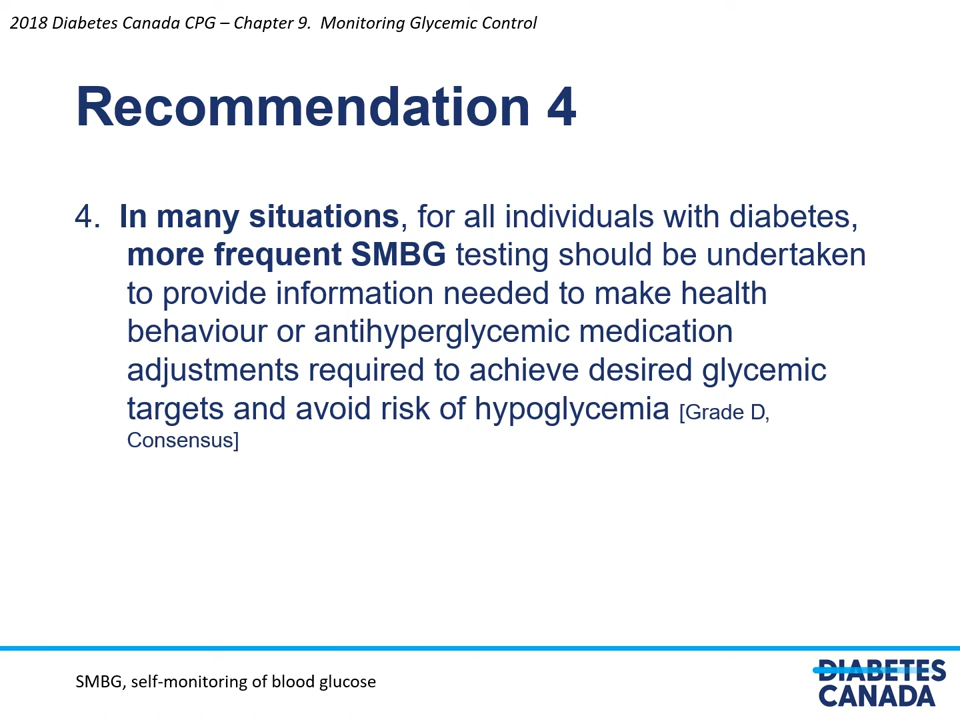 2018 Diabetes Canada CPG – Chapter 9. Monitoring Glycemic Control
Recommendation 4
4. In many situations, for all individuals with diabetes,
more frequent SMBG testing should be undertaken
to provide information needed to make health
behaviour or antihyperglycemic medication
adjustments required to achieve desired glycemic
targets and avoid risk of hypoglycemia [Grade D,
Consensus]
SMBG, self-monitoring of blood glucose
DIABETES
CANADA